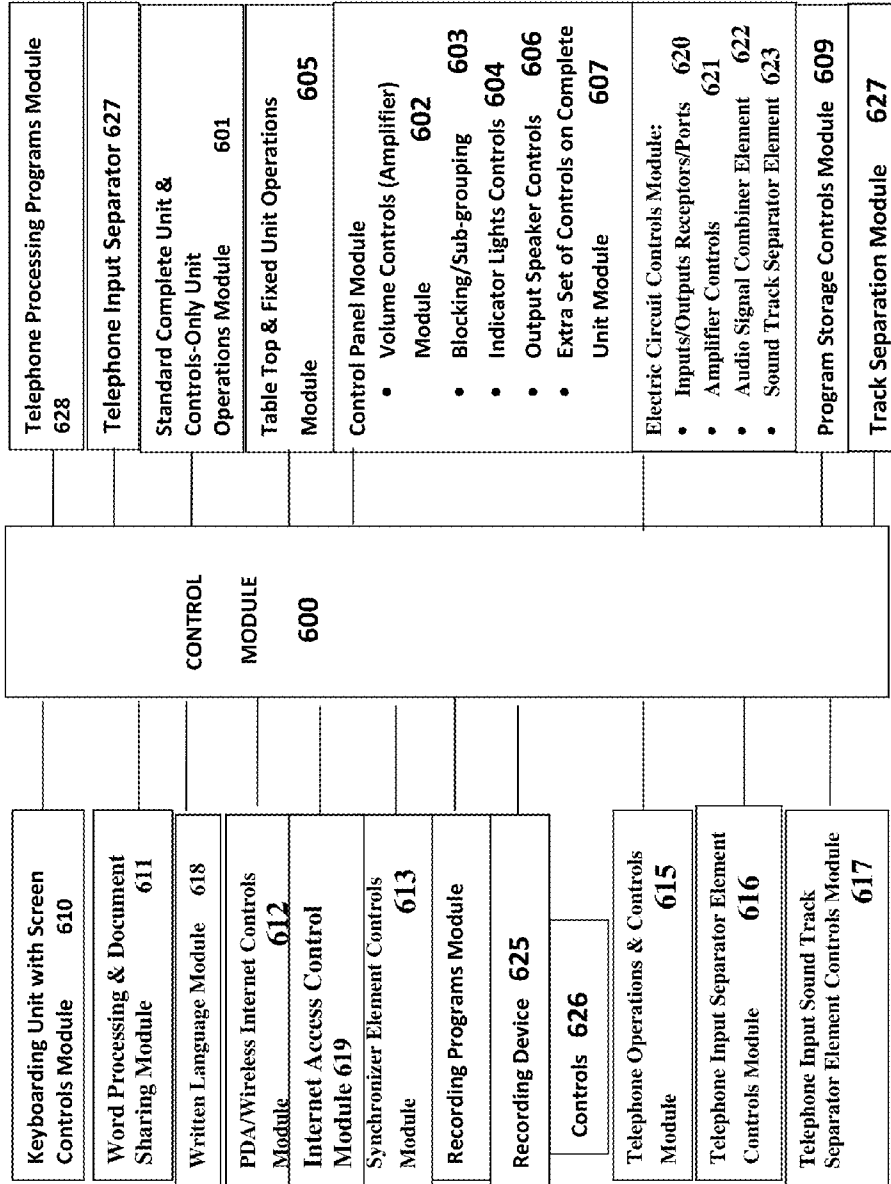 Keyboarding Unit with Screen
Controls Module 610
Word Processing & Document
Sharing Module 611
Written Language Module 618
PDA/Wireless Internet Controls
Module 612
Internet Access Control
Module 619
Synchronizer Element Controls
Module 613
Recording Programs Module
Recording Device 625
Controls 626
Telephone Operations & Controls
Module 615
Telephone Input Separator Element
Controls Module 616
Telephone Input Sound Track
Separator Element Controls Module
617
CONTROL
MODULE
600
Telephone Processing Programs Module
628
Telephone Input Separator 627
Standard Complete Unit &
Controls-Only Unit
Operations Module 601
Table Top & Fixed Unit Operations
Module 605
Control Panel Module
• Volume Controls (Amplifier)
Module 602
• Blocking/Sub-grouping 603
• Indicator Lights Controls 604
• Output Speaker Controls 606
• Extra Set of Controls on Complete
Unit Module 607
Electric Circuit Controls Module:
• Inputs/Outputs Receptors/Ports 620
• Amplifier Controls 621
• Audio Signal Combiner Element 622
• Sound Track Separator Element 623
Program Storage Controls Module 609
Track Separation Module 627